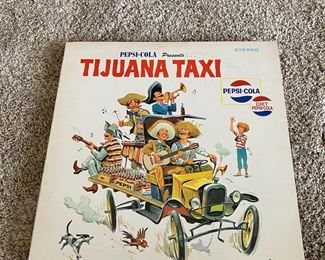 PEPSI-COLA Presents...
STEREO
TIJUANA TAXI
PEPSI-COLA
DIET
PEPSI-COLA